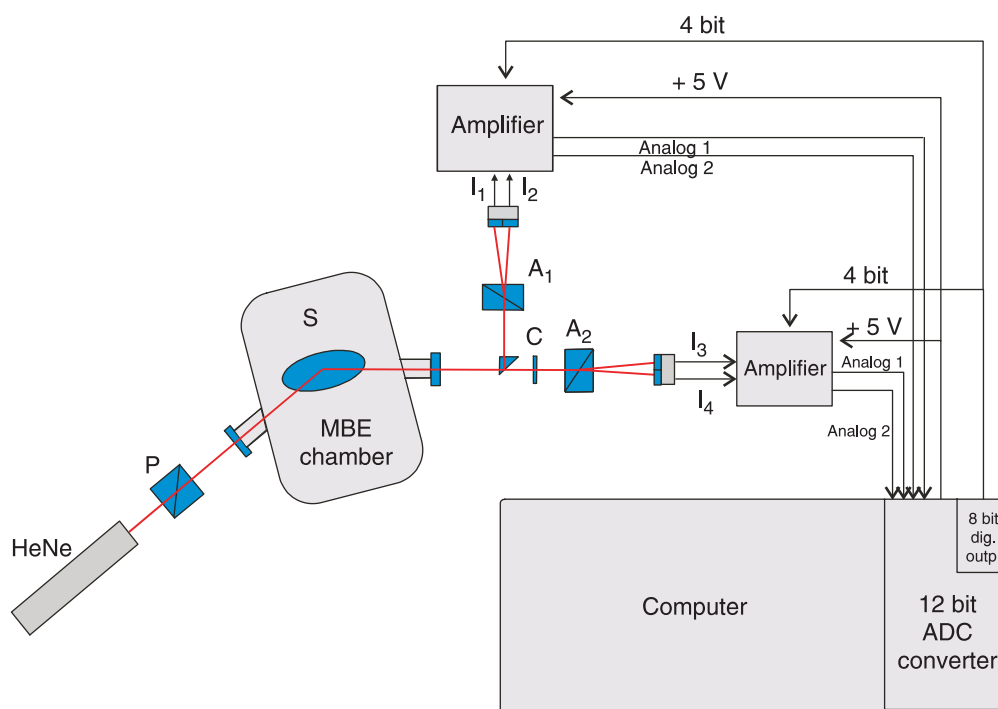 4 bit
+ 5 V
Amplifier
Analog 1
Analog 2
I1 I2
A1
4 bit
S
C
A2
+ 5 V
I3
Amplifier
Analog 1
I4
MBE
chamber
Analog 2
P
HeNe
8 bit
dig.
outp
Computer
12 bit
ADC
converter